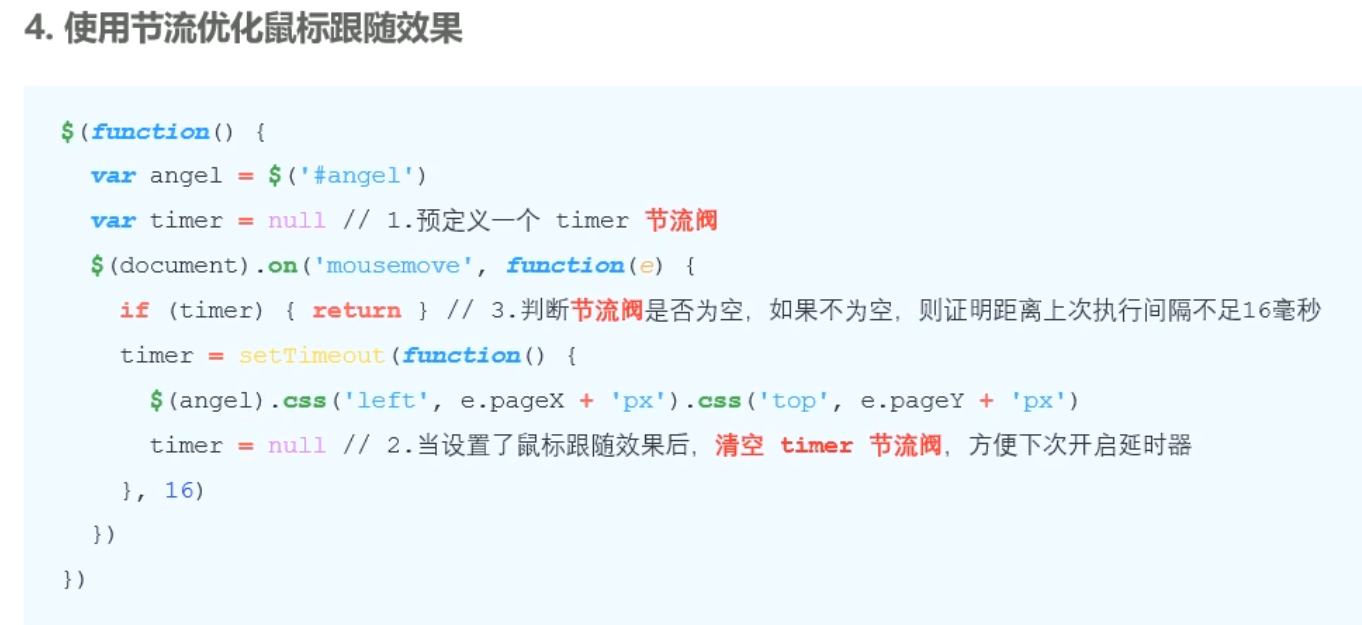 4. 使用节流优化鼠标跟随效果
$(function() {
  var angel = $('#angel')
  var timer = null // 1.预定义一个 timer 节流阀
  $(document).on('mousemove', function(e) {
    if (timer) { return } // 3.判断节流阀是否为空，如果不为空，则证明距离上次执行间隔不足16毫秒
    timer = setTimeout(function() {
      $(angel).css('left', e.pageX + 'px').css('top', e.pageY + 'px')
      timer = null // 2.当设置了鼠标跟随效果后，清空 timer 节流阀，方便下次开启延时器
    }, 16)
  })
})